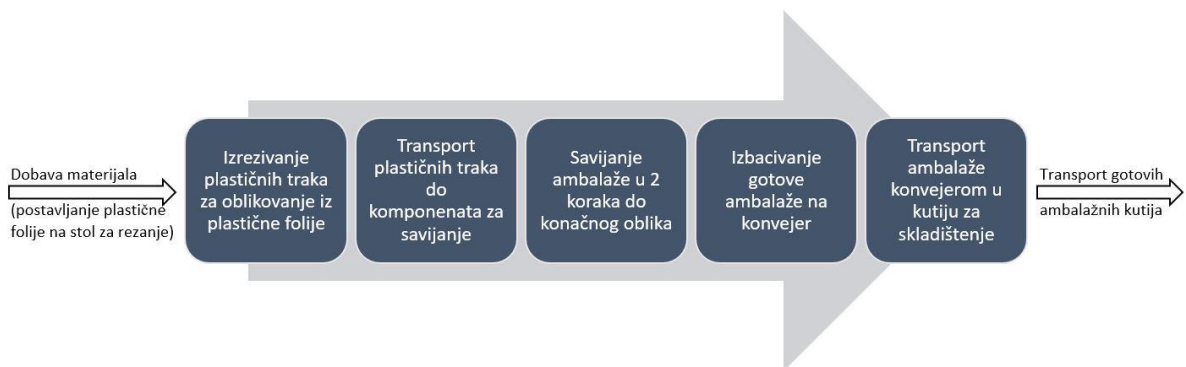 Dobava materijala
(postavljanje plastične
folije na stol za rezanje)
Izrezivanje
plastičnih traka
za oblikovanje iz
plastične folije
Transport
plastičnih traka
do
komponenata za
savijanje
Savijanje
ambalaže u 2
koraka do
konačnog oblika
Izbacivanje
gotove
ambalaže na
konvejer
Transport
ambalaže
konvejerom u
kutiju za
skladištenje
Transport gotovih
ambalažnih kutija